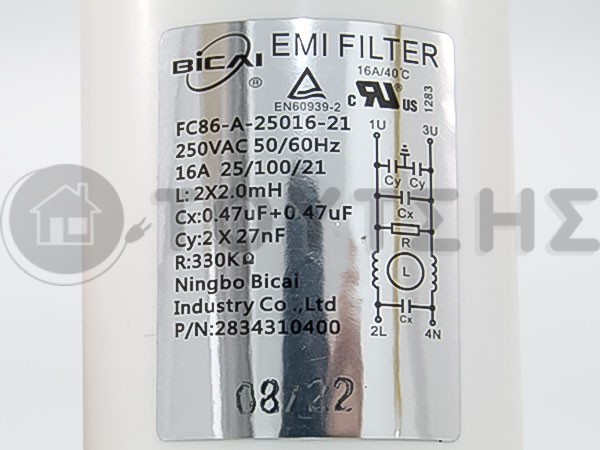 BiCAI ® EMI FILTER
16A/40℃
EN60939-2
c RU US
1283
FC86-A-25016-21
250VAC 50/60Hz
16A 25/100/21
L: 2X2.0mH
Cx:0.47uF+0.47uF
Cy:2 X 27nF
R:330KΩ
Ningbo Bicai
Industry Co.,Ltd
P/N:2834310400
08/22
1U 3U
Cy Cy
Cx
R
L
Cx
2L 4N